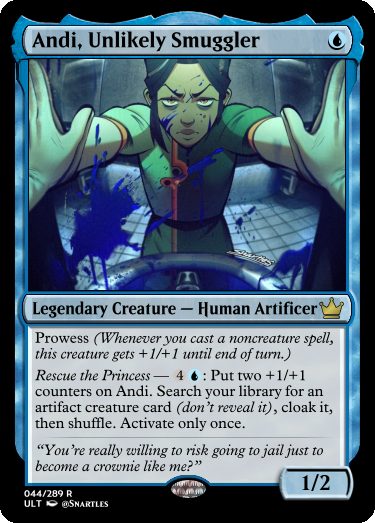 Andi, Unlikely Smuggler
Legendary Creature — Human Artificer
Prowess (Whenever you cast a noncreature spell,
this creature gets +1/+1 until end of turn.)
Rescue the Princess — 4 : Put two +1/+1
counters on Andi. Search your library for an
artifact creature card (don't reveal it), cloak it,
then shuffle. Activate only once.
"You're really willing to risk going to jail just to
become a crownie like me?"
1/2
044/289 R
ULT @Snartles